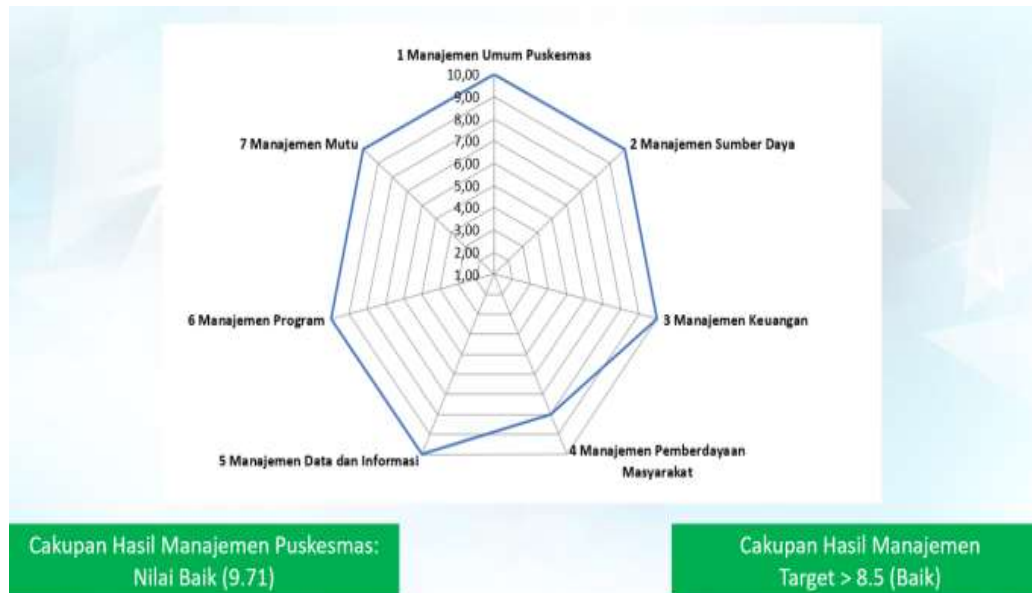 1 Manajemen Umum Puskesmas
10,00
9,00
8,00
7,00
6,00
5,00
4,00
3,00
2,00
1,00
7 Manajemen Mutu
2 Manajemen Sumber Daya
6 Manajemen Program
3 Manajemen Keuangan
5 Manajemen Data dan Informasi
4 Manajemen Pemberdayaan
Masyarakat
Cakupan Hasil Manajemen Puskesmas:
Nilai Baik (9.71)
Cakupan Hasil Manajemen
Target > 8.5 (Baik)